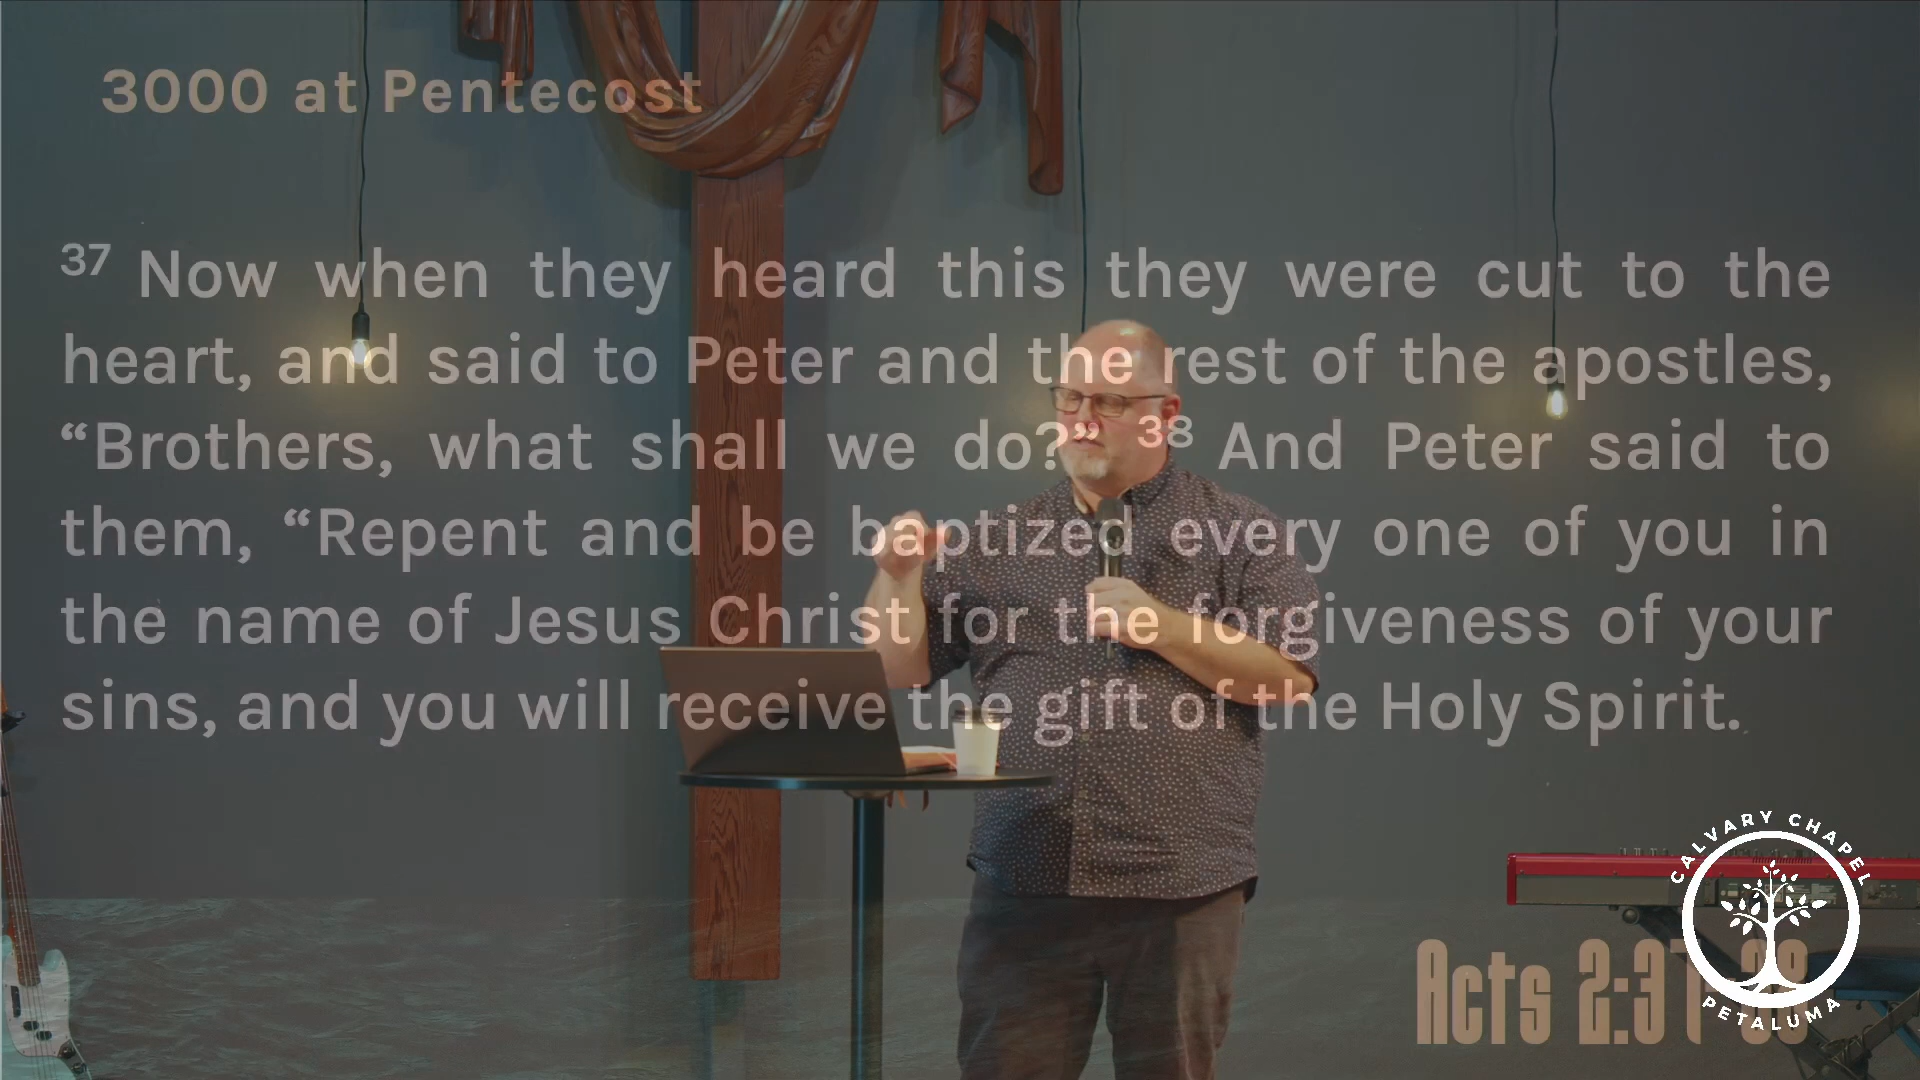 3000 at Pentecost
37 Now when they heard this they were cut to the
heart, and said to Peter and the rest of the apostles,
“Brothers, what shall we do?” 38 And Peter said to
them, “Repent and be baptized every one of you in
the name of Jesus Christ for the forgiveness of your
sins, and you will receive the gift of the Holy Spirit.
CALVARY CHAPEL
PETALUMA
Acts 2:37-38